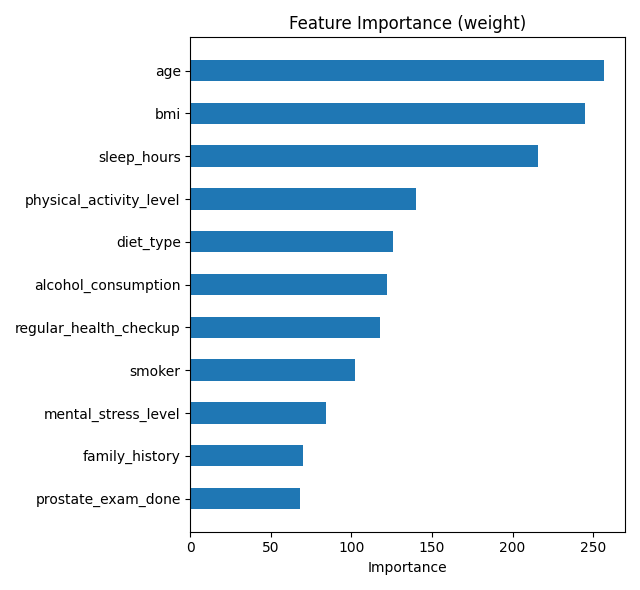 Feature Importance (weight)
age
bmi
sleep_hours
physical_activity_level
diet_type
alcohol_consumption
regular_health_checkup
smoker
mental_stress_level
family_history
prostate_exam_done
0 50 100 150 200 250
Importance